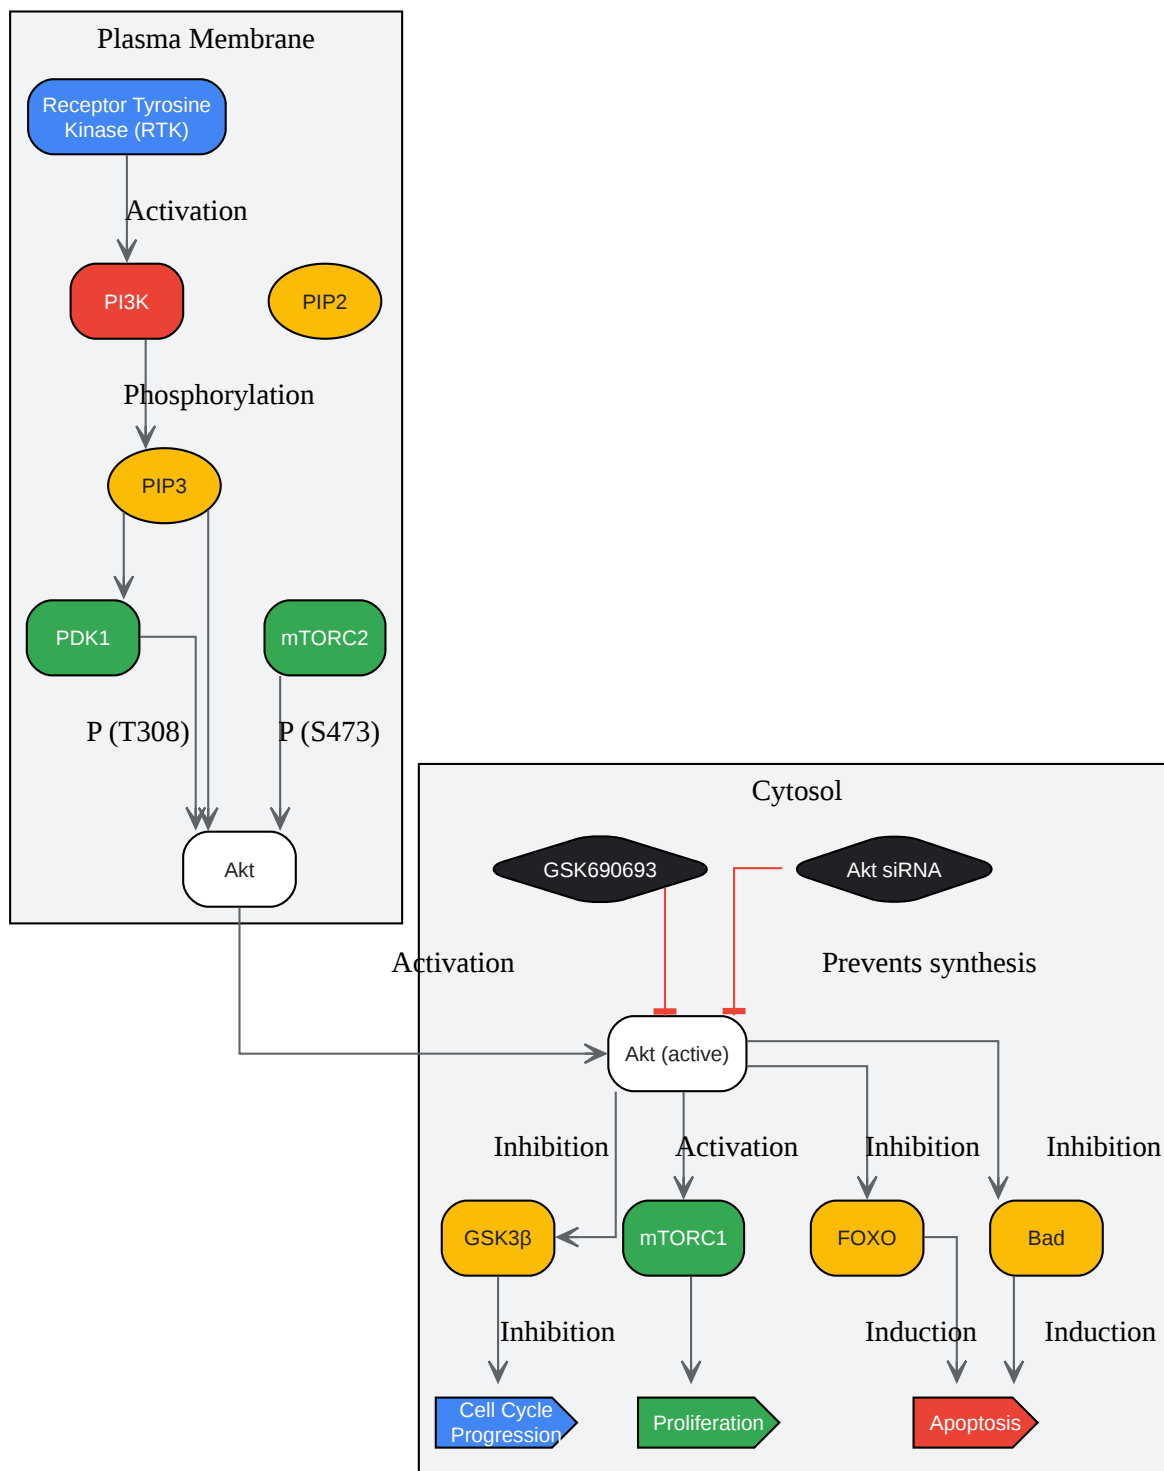 Plasma Membrane
Receptor Tyrosine
Kinase (RTK)
Activation
PI3K
PIP2
Phosphorylation
PIP3
PDK1
mTORC2
P (T308)
P (S473)
Akt
Cytosol
GSK690693
Akt siRNA
Activation
Prevents synthesis
Akt (active)
Inhibition
Activation
Inhibition
Inhibition
GSK3β
mTORC1
FOXO
Bad
Inhibition
Induction
Induction
Cell Cycle
Progression
Proliferation
Apoptosis